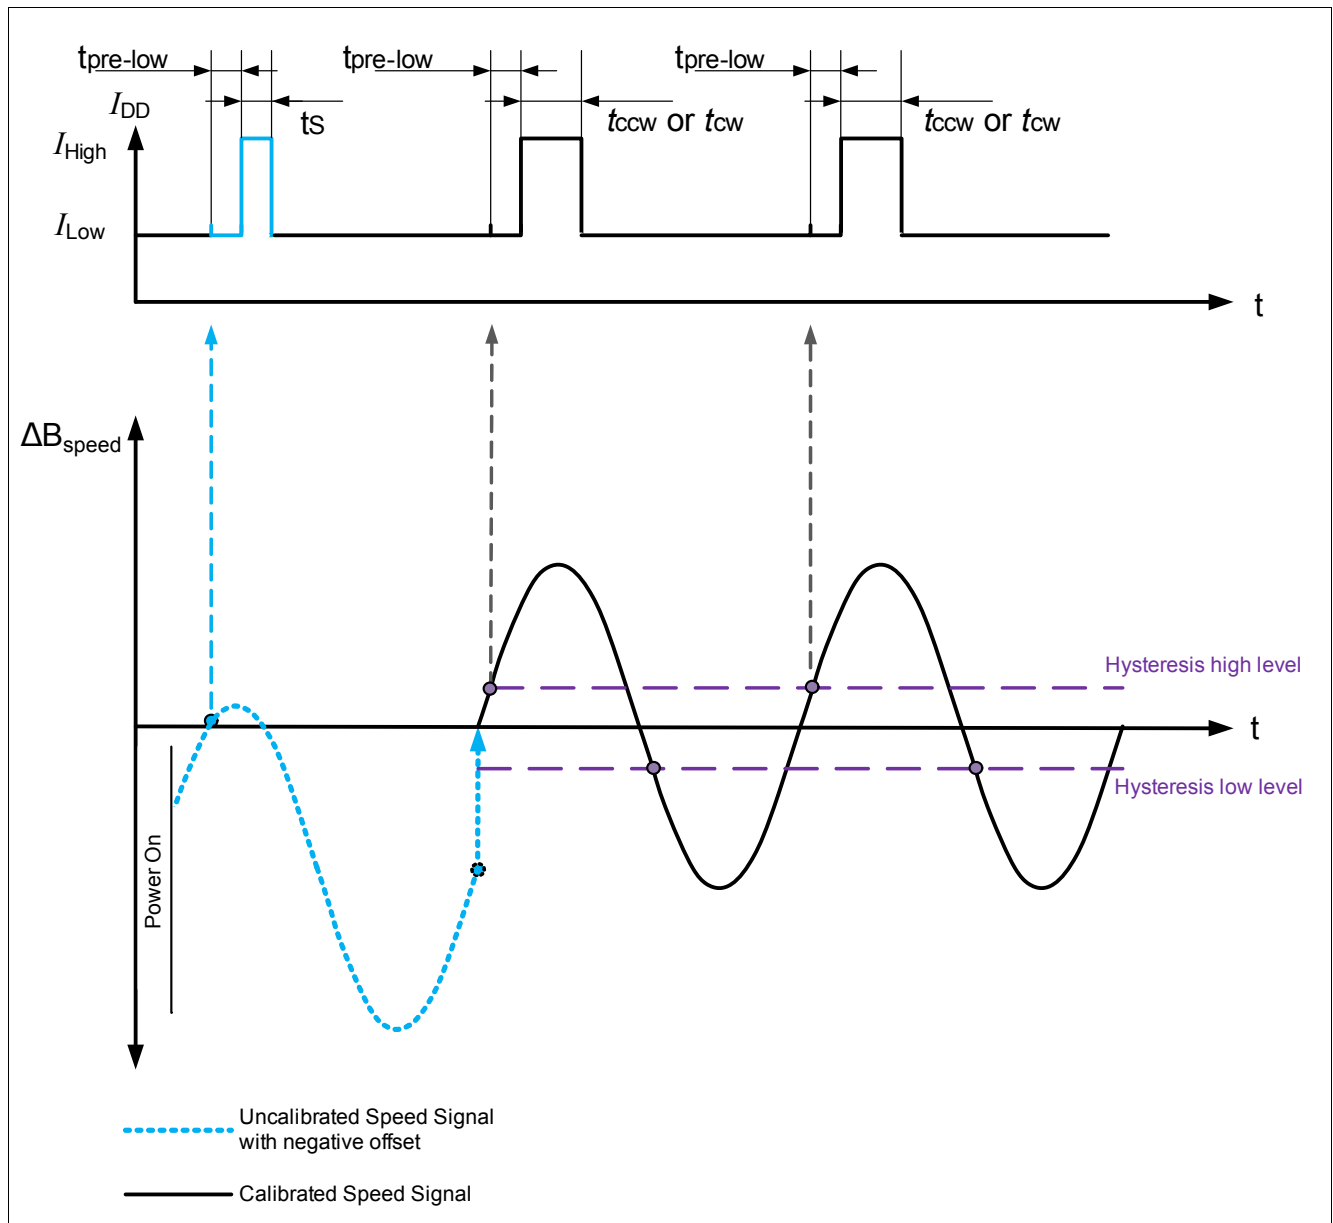 tpre-low tpre-low tpre-low
IDD
tS tccw or tcw tccw or tcw
IHigh
ILow
t
ΔBspeed
Hysteresis high level
t
Hysteresis low level
Power On
Uncalibrated Speed Signal
with negative offset
Calibrated Speed Signal